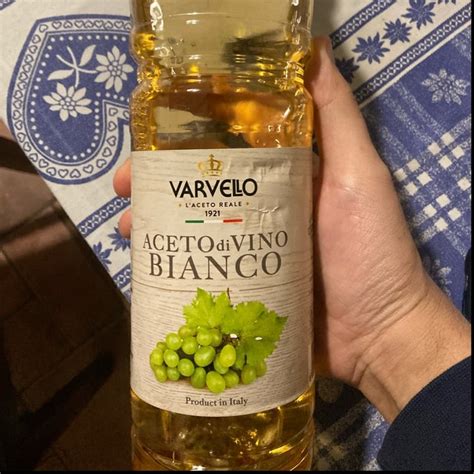 VARVELLO
L'ACETO REALE
1921
ACETO di VINO
BIANCO
Product in Italy